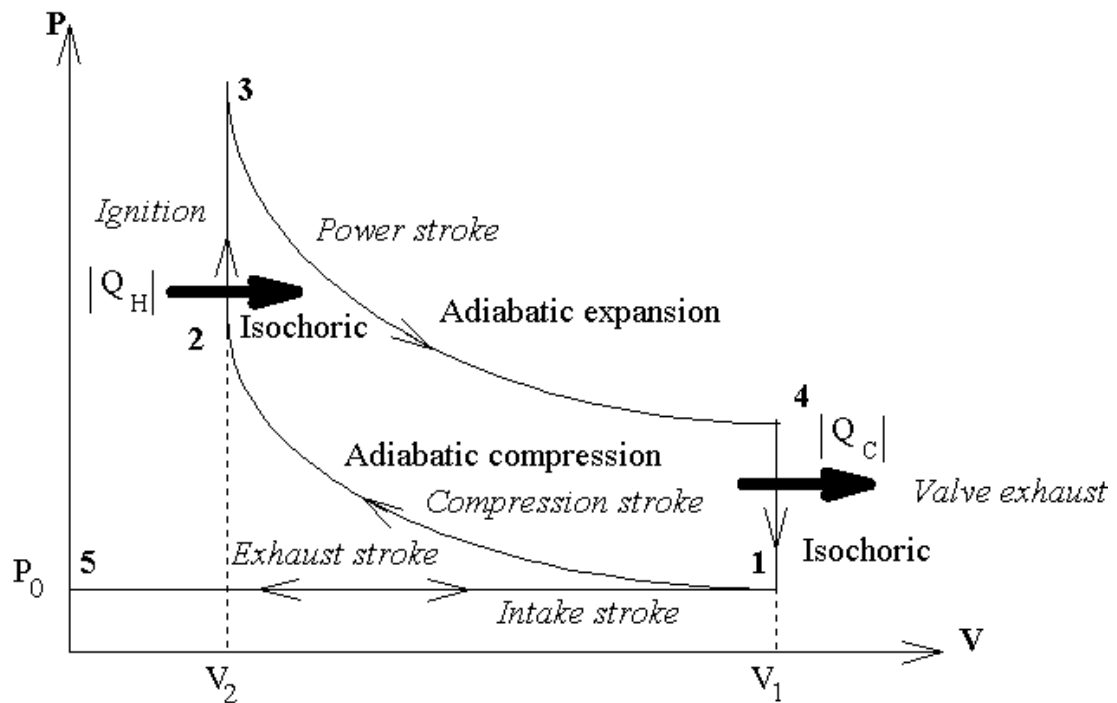 P
3
Ignition
Power stroke
|Q_H|
2
Isochoric
Adiabatic expansion
4
|Q_C|
Adiabatic compression
Compression stroke
Valve exhaust
Exhaust stroke
1
Isochoric
P_0
5
Intake stroke
V
V_2
V_1